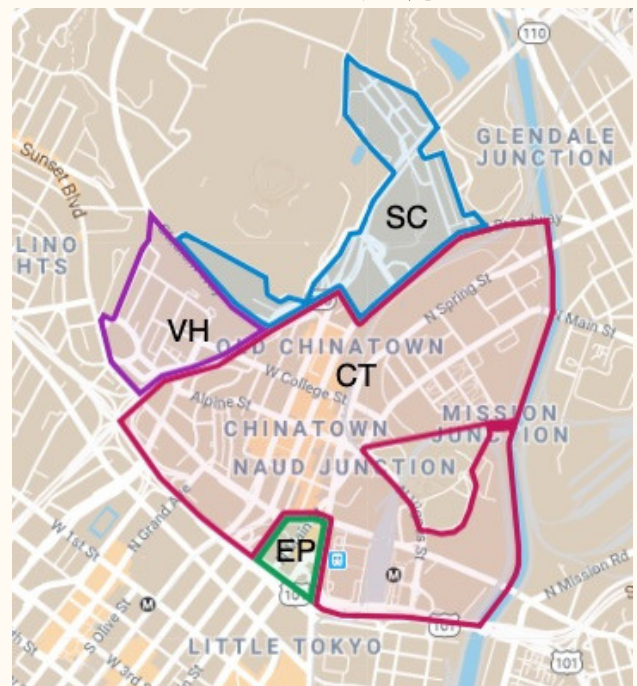 110
GLENDALE
JUNCTION
Sunset Blvd
SC
LINO
HTS
N Spring St
N Main St
VH
OLD CHINATOWN
CT
W College St
Alpine St
CHINATOWN
MISSION
JUNCTION
NAUD JUNCTION
N Grand Ave
W 1st St
EP
101
N Mission Rd
S Olive St
LITTLE TOKYO
101
101
W 3rd S